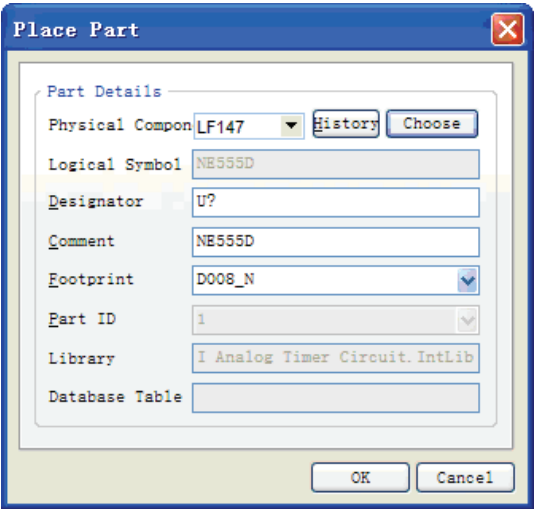 Place Part
Part Details
Physical Compon LF147 History Choose
Logical Symbol NE555D
Designator U?
Comment NE555D
Footprint D008_N
Part ID 1
Library I Analog Timer Circuit.IntLib
Database Table
OK Cancel